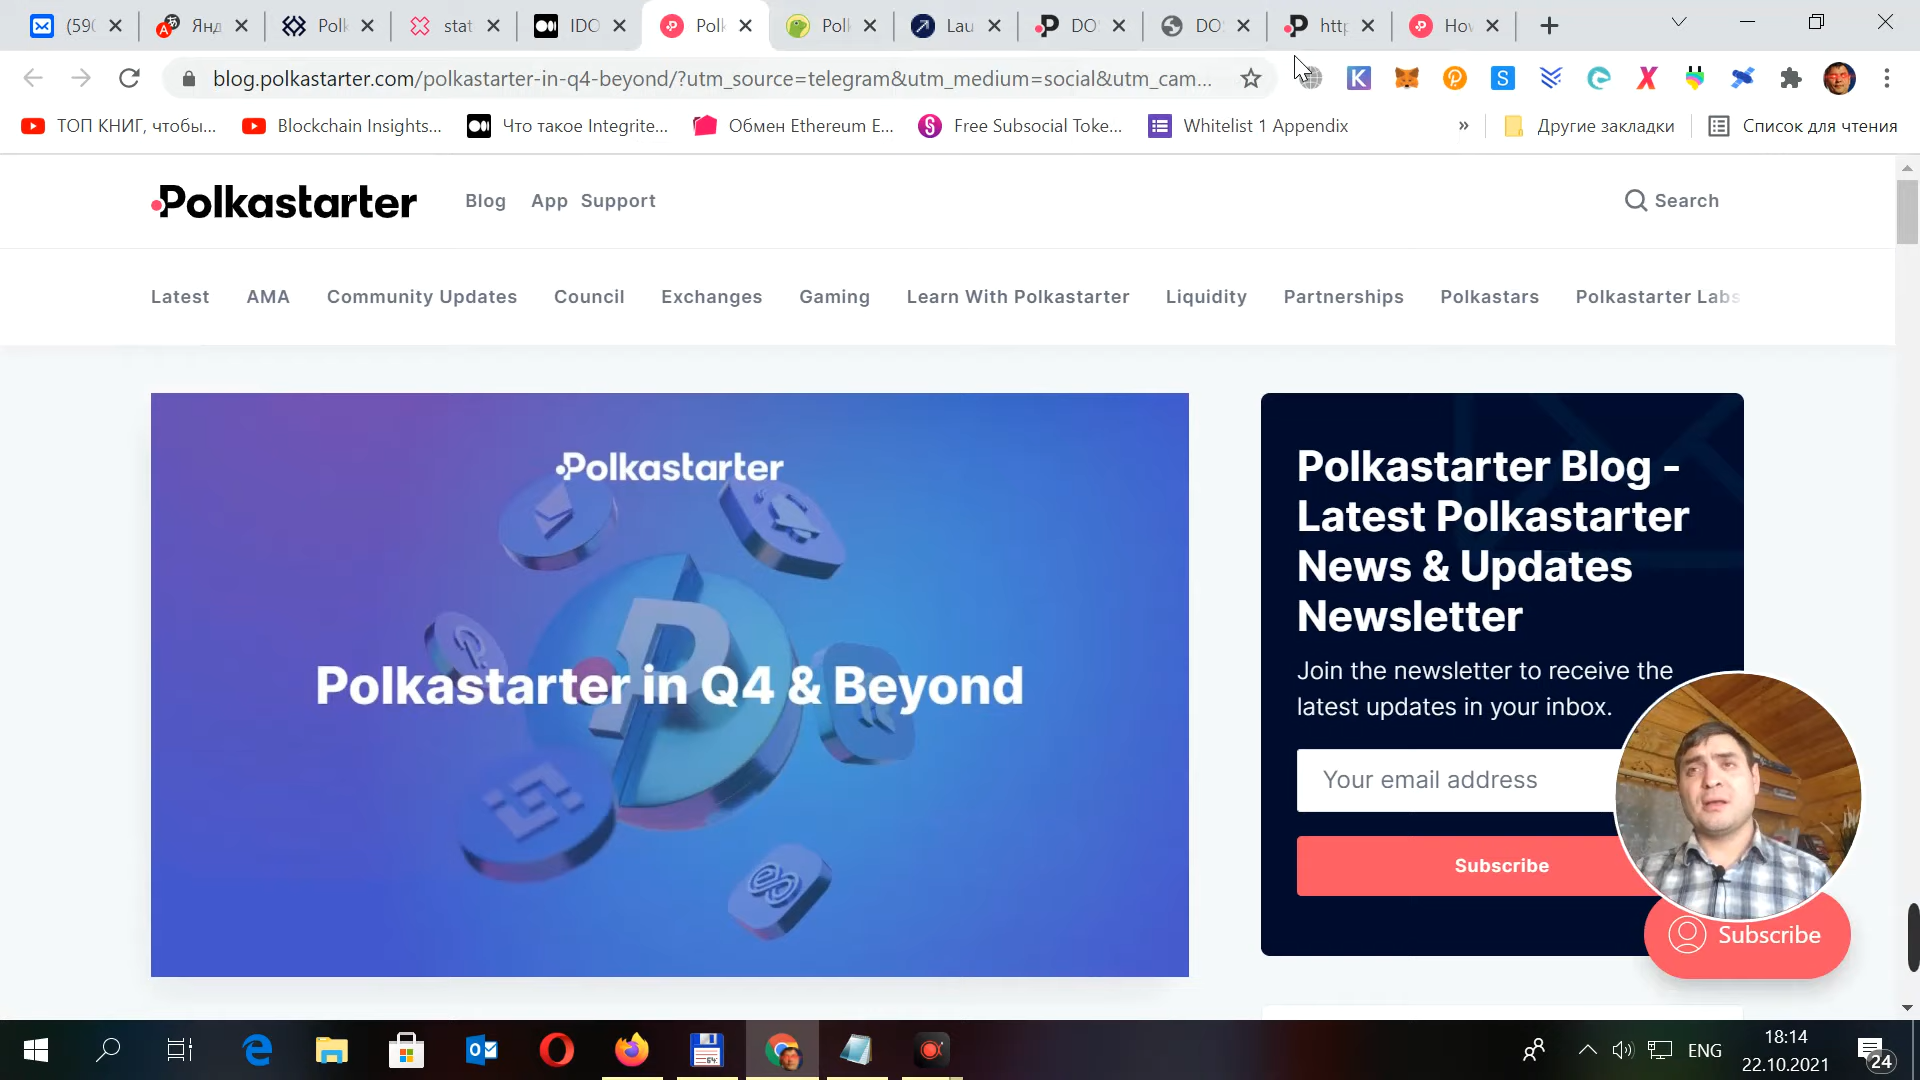 (590
Янд
Polk
stat
IDO
Polk
Polk
Lau
DO
DO
http
How
blog.polkastarter.com/polkastarter-in-q4-beyond/?utm_source=telegram&utm_medium=social&utm_cam...
ТОП КНИГ, чтобы...
Blockchain Insights...
Что такое Integrite...
Обмен Ethereum E...
Free Subsocial Toke...
Whitelist 1 Appendix
»
Другие закладки
Список для чтения
Polkastarter
Blog
App
Support
Search
Latest
AMA
Community Updates
Council
Exchanges
Gaming
Learn With Polkastarter
Liquidity
Partnerships
Polkastars
Polkastarter Labs
Polkastarter
Polkastarter in Q4 & Beyond
Polkastarter Blog -
Latest Polkastarter
News & Updates
Newsletter
Join the newsletter to receive the
latest updates in your inbox.
Your email address
Subscribe
Subscribe
ENG
18:14
22.10.2021
24